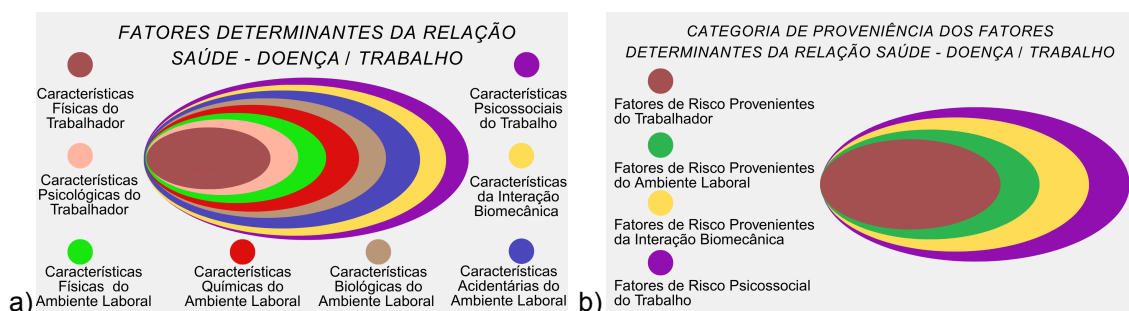 FATORES DETERMINANTES DA RELAÇÃO
SAÚDE - DOENÇA / TRABALHO
Características
Físicas do
Trabalhador
Características
Psicossociais
do Trabalho
Características
Psicológicas do
Trabalhador
Características
da Interação
Biomecânica
Características
Físicas do
Ambiente Laboral
Características
Químicas do
Ambiente Laboral
Características
Biológicas do
Ambiente Laboral
Características
Acidentárias do
Ambiente Laboral
a)
CATEGORIA DE PROVENIÊNCIA DOS FATORES
DETERMINANTES DA RELAÇÃO SAÚDE - DOENÇA / TRABALHO
Fatores de Risco Provenientes
do Trabalhador
Fatores de Risco Provenientes
do Ambiente Laboral
Fatores de Risco Provenientes
da Interação Biomecânica
Fatores de Risco Psicossocial
do Trabalho
b)